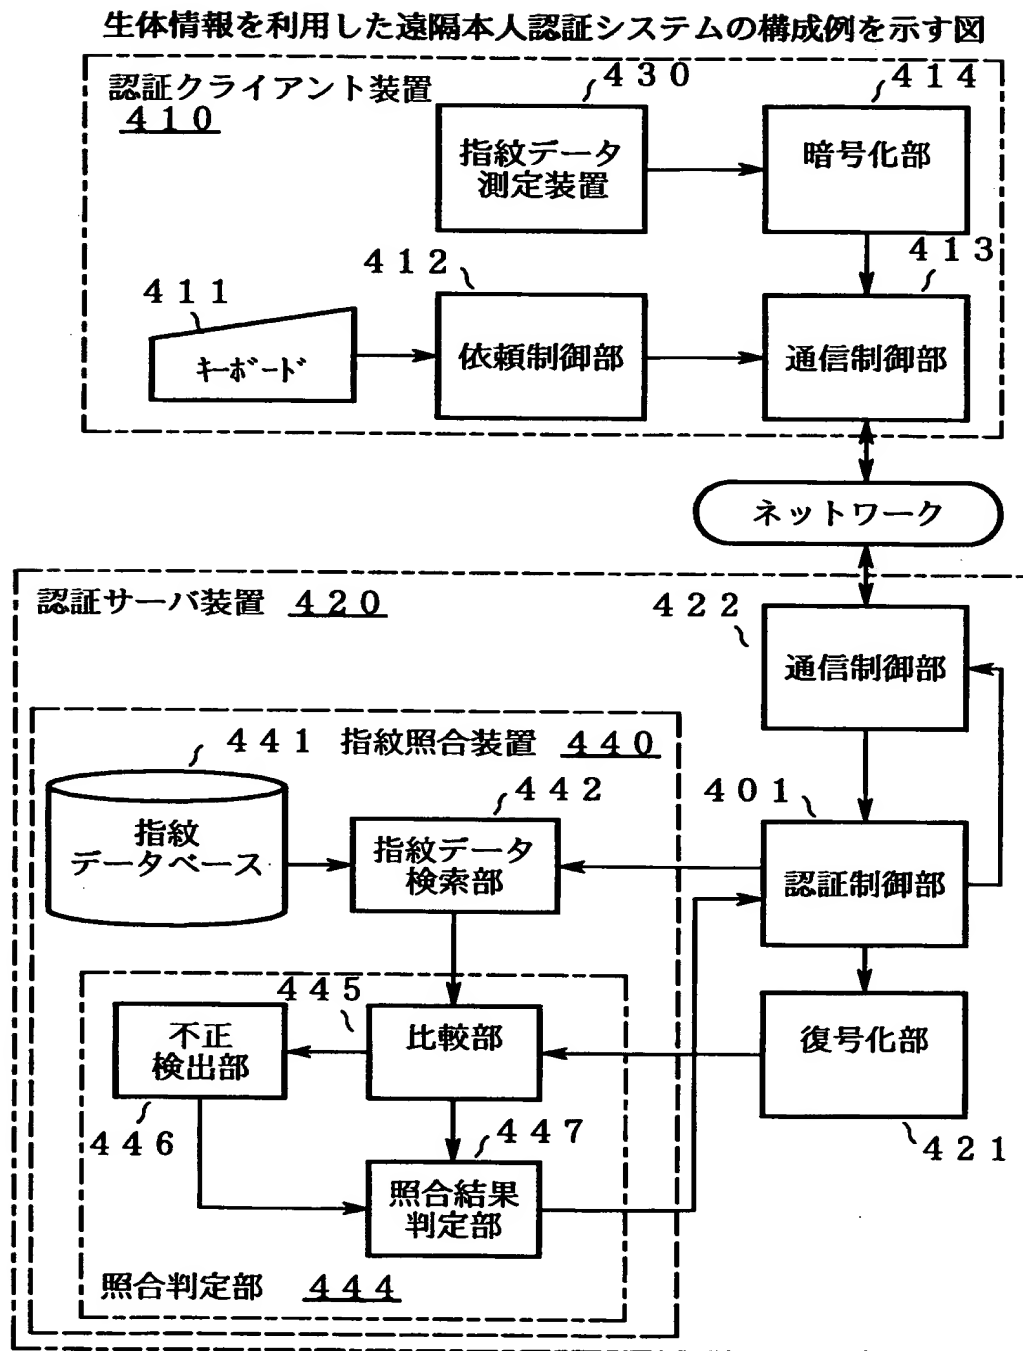 生体情報を利用した遠隔本人認証システムの構成例を示す図
認証クライアント装置
４１０
４３０
４１４
指紋データ
測定装置
暗号化部
４１１
４１２
４１３
キーボード
依頼制御部
通信制御部
ネットワーク
認証サーバ装置 ４２０
４２２
通信制御部
４４１ 指紋照合装置 ４４０
４４２
４０１
指紋
データベース
指紋データ
検索部
認証制御部
４４５
不正
検出部
比較部
復号化部
４４６
４４７
４２１
照合結果
判定部
照合判定部 ４４４